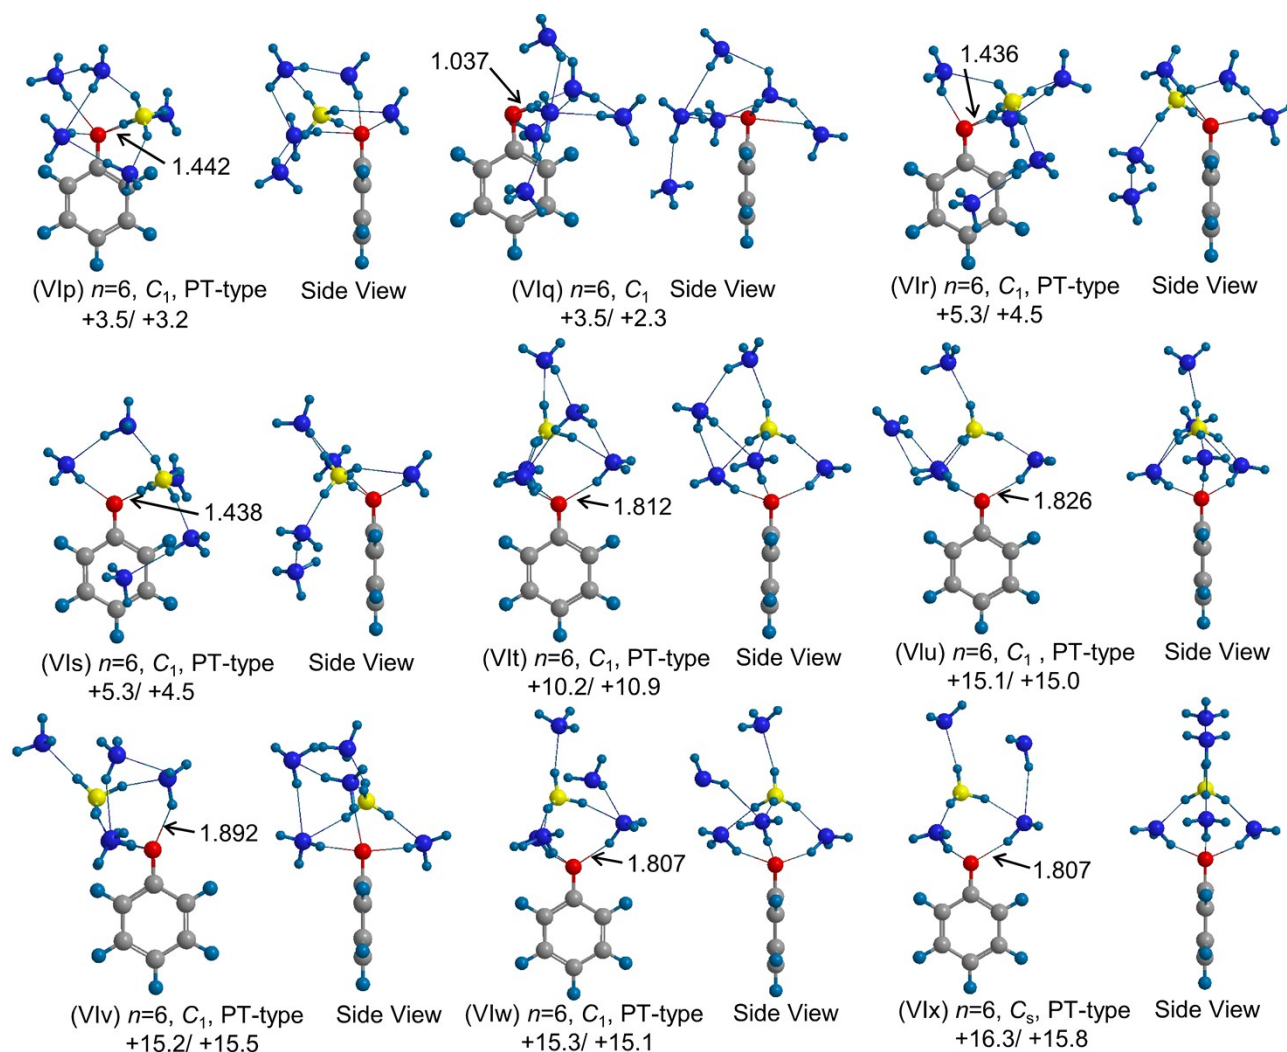 1.442
1.037
1.436
(VIp) n=6, C1, PT-type
+3.5/ +3.2
Side View
(VIq) n=6, C1
+3.5/ +2.3
Side View
(VIr) n=6, C1, PT-type
+5.3/ +4.5
Side View
1.438
1.812
1.826
(VIs) n=6, C1, PT-type
+5.3/ +4.5
Side View
(VIt) n=6, C1, PT-type
+10.2/ +10.9
Side View
(VIu) n=6, C1 , PT-type
+15.1/ +15.0
Side View
1.892
1.807
1.807
(VIv) n=6, C1, PT-type
+15.2/ +15.5
Side View
(VIw) n=6, C1, PT-type
+15.3/ +15.1
Side View
(VIx) n=6, Cs, PT-type
+16.3/ +15.8
Side View